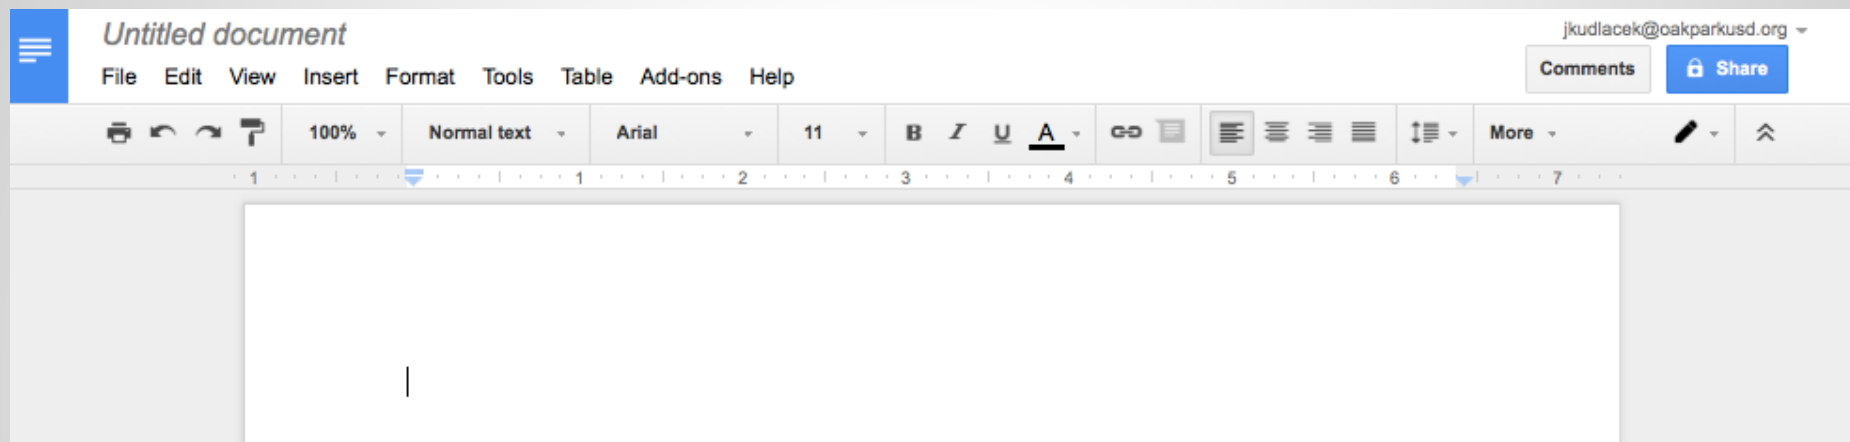 Untitled document
jkudlacek@oakparkusd.org
File Edit View Insert Format Tools Table Add-ons Help
Comments Share
100% Normal text Arial 11 B I U A More
1 1 2 3 4 5 6 7